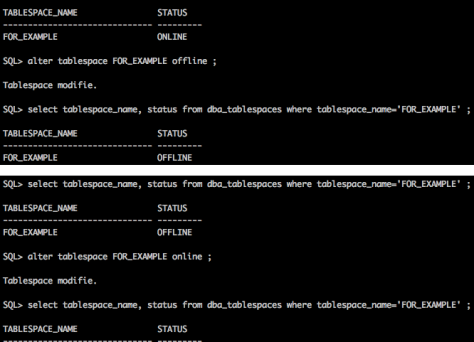 TABLESPACE_NAME STATUS
------------------------------ ---------
FOR_EXAMPLE ONLINE
SQL> alter tablespace FOR_EXAMPLE offline ;
Tablespace modifie.
SQL> select tablespace_name, status from dba_tablespaces where tablespace_name='FOR_EXAMPLE' ;
TABLESPACE_NAME STATUS
------------------------------ ---------
FOR_EXAMPLE OFFLINE
SQL> select tablespace_name, status from dba_tablespaces where tablespace_name='FOR_EXAMPLE' ;
TABLESPACE_NAME STATUS
------------------------------ ---------
FOR_EXAMPLE OFFLINE
SQL> alter tablespace FOR_EXAMPLE online ;
Tablespace modifie.
SQL> select tablespace_name, status from dba_tablespaces where tablespace_name='FOR_EXAMPLE' ;
TABLESPACE_NAME STATUS
------------------------------ ---------